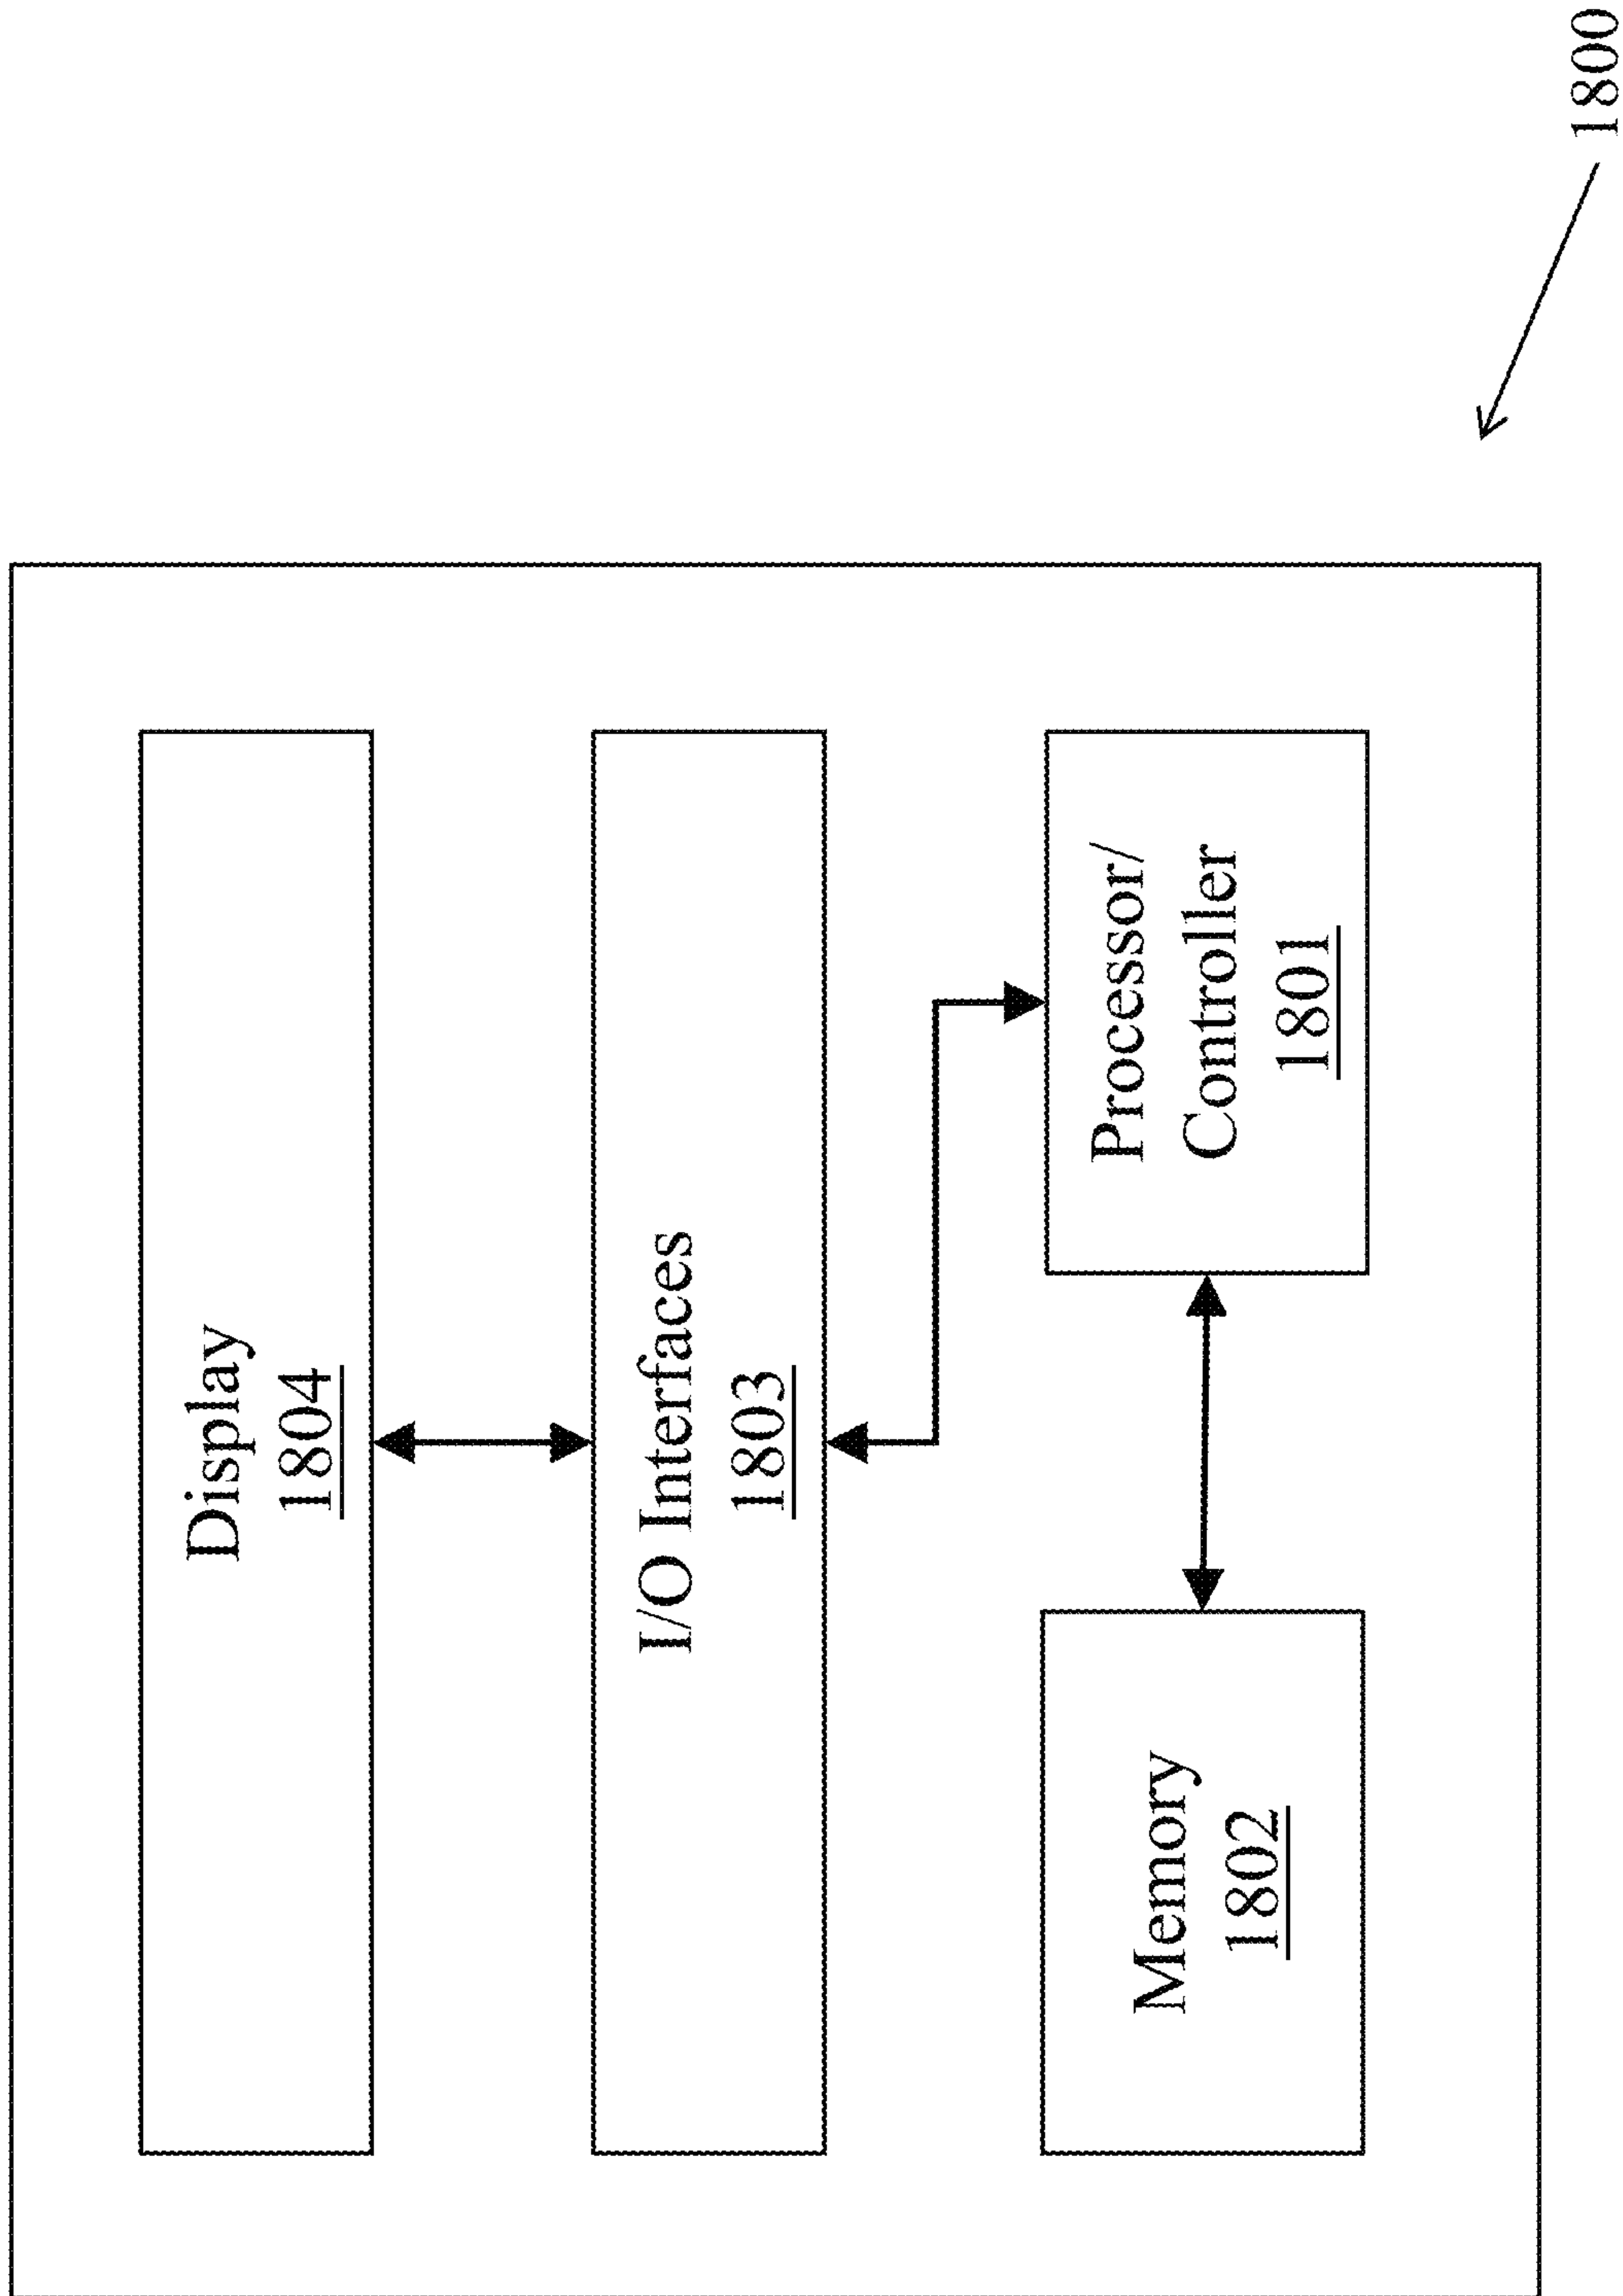 Display
1804
I/O Interfaces
1803
Memory
1802
Processor/
Controller
1801
1800